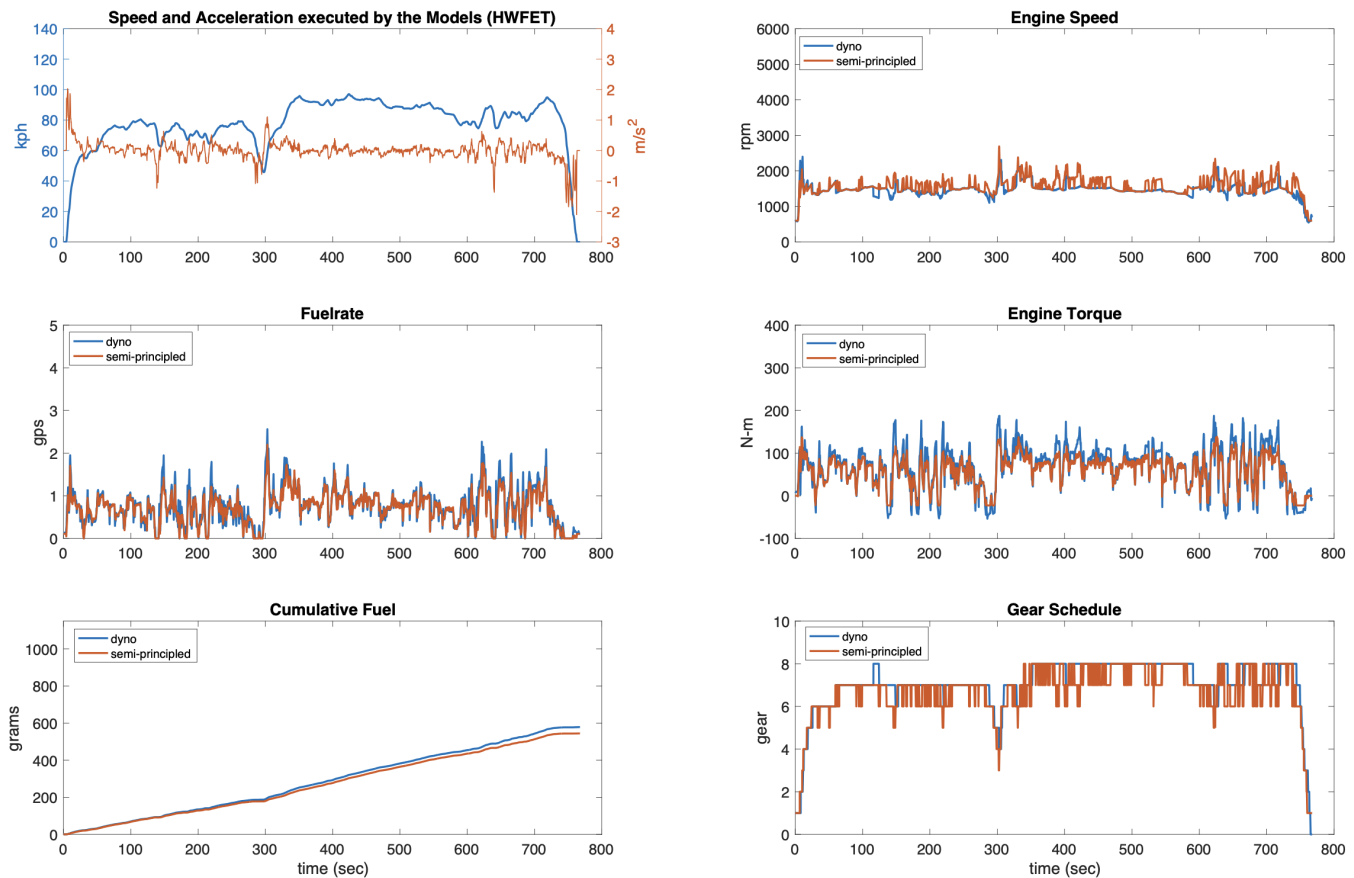 Speed and Acceleration executed by the Models (HWFET)
140
120
100
80
60
40
20
0
kph
4
3
2
1
0
-1
-2
-3
m/s²
0 100 200 300 400 500 600 700 800
Engine Speed
6000
5000
4000
3000
2000
1000
0
rpm
dyno
semi-principled
0 100 200 300 400 500 600 700 800
Fuelrate
5
4
3
2
1
0
gps
dyno
semi-principled
0 100 200 300 400 500 600 700 800
Engine Torque
400
300
200
100
0
-100
N-m
dyno
semi-principled
0 100 200 300 400 500 600 700 800
Cumulative Fuel
1000
800
600
400
200
0
grams
dyno
semi-principled
0 100 200 300 400 500 600 700 800
time (sec)
Gear Schedule
10
8
6
4
2
0
gear
dyno
semi-principled
0 100 200 300 400 500 600 700 800
time (sec)